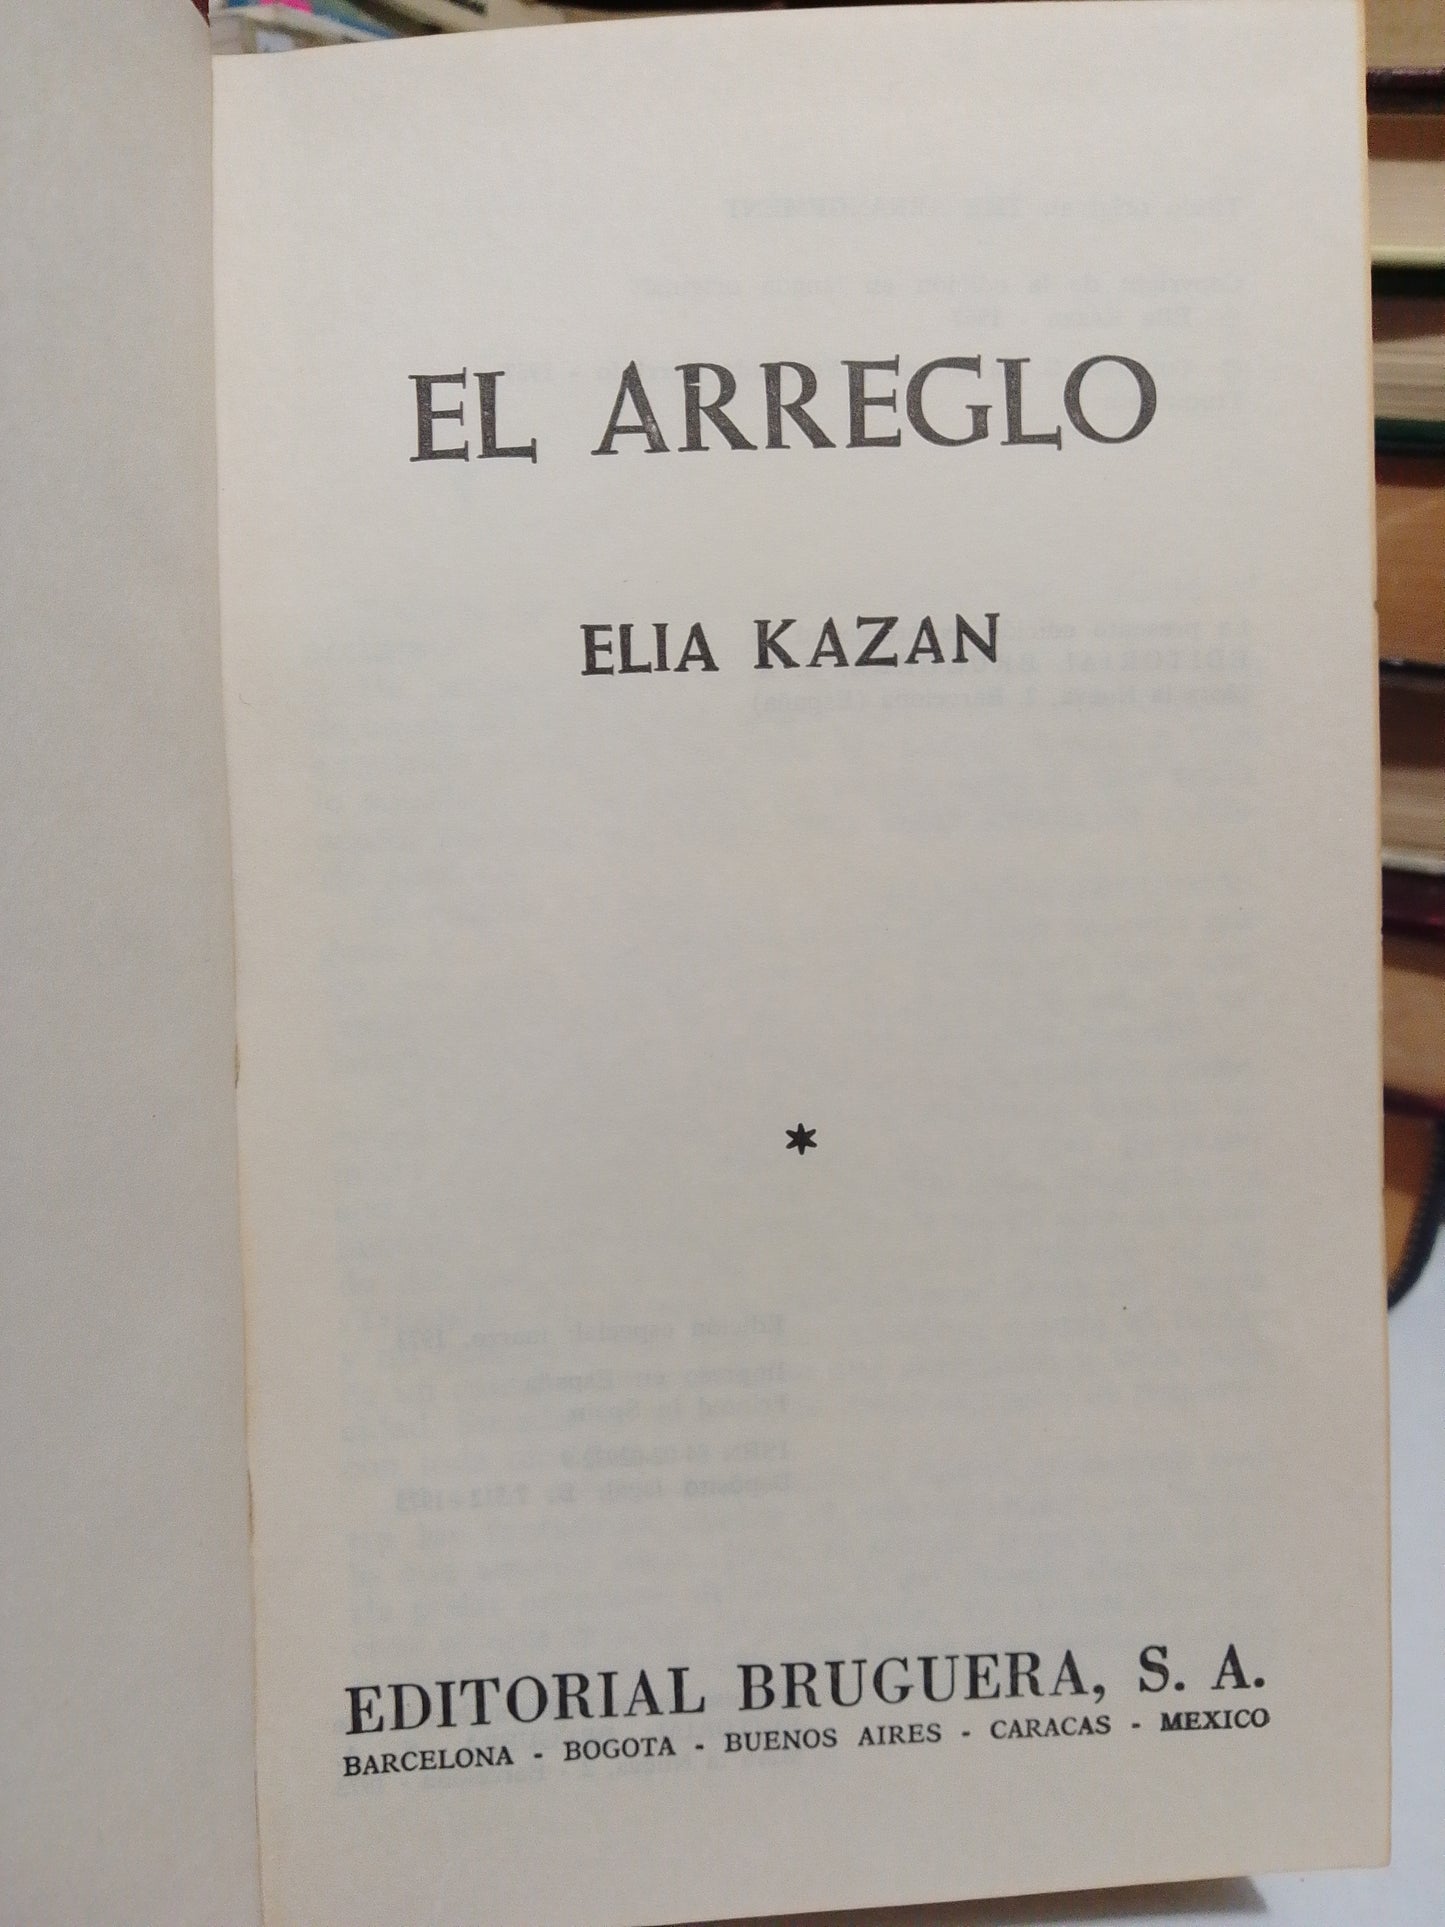 EL ARREGLO
ELIA KAZAN
*
EDITORIAL BRUGUERA, S. A.
BARCELONA - BOGOTA - BUENOS AIRES - CARACAS - MEXICO